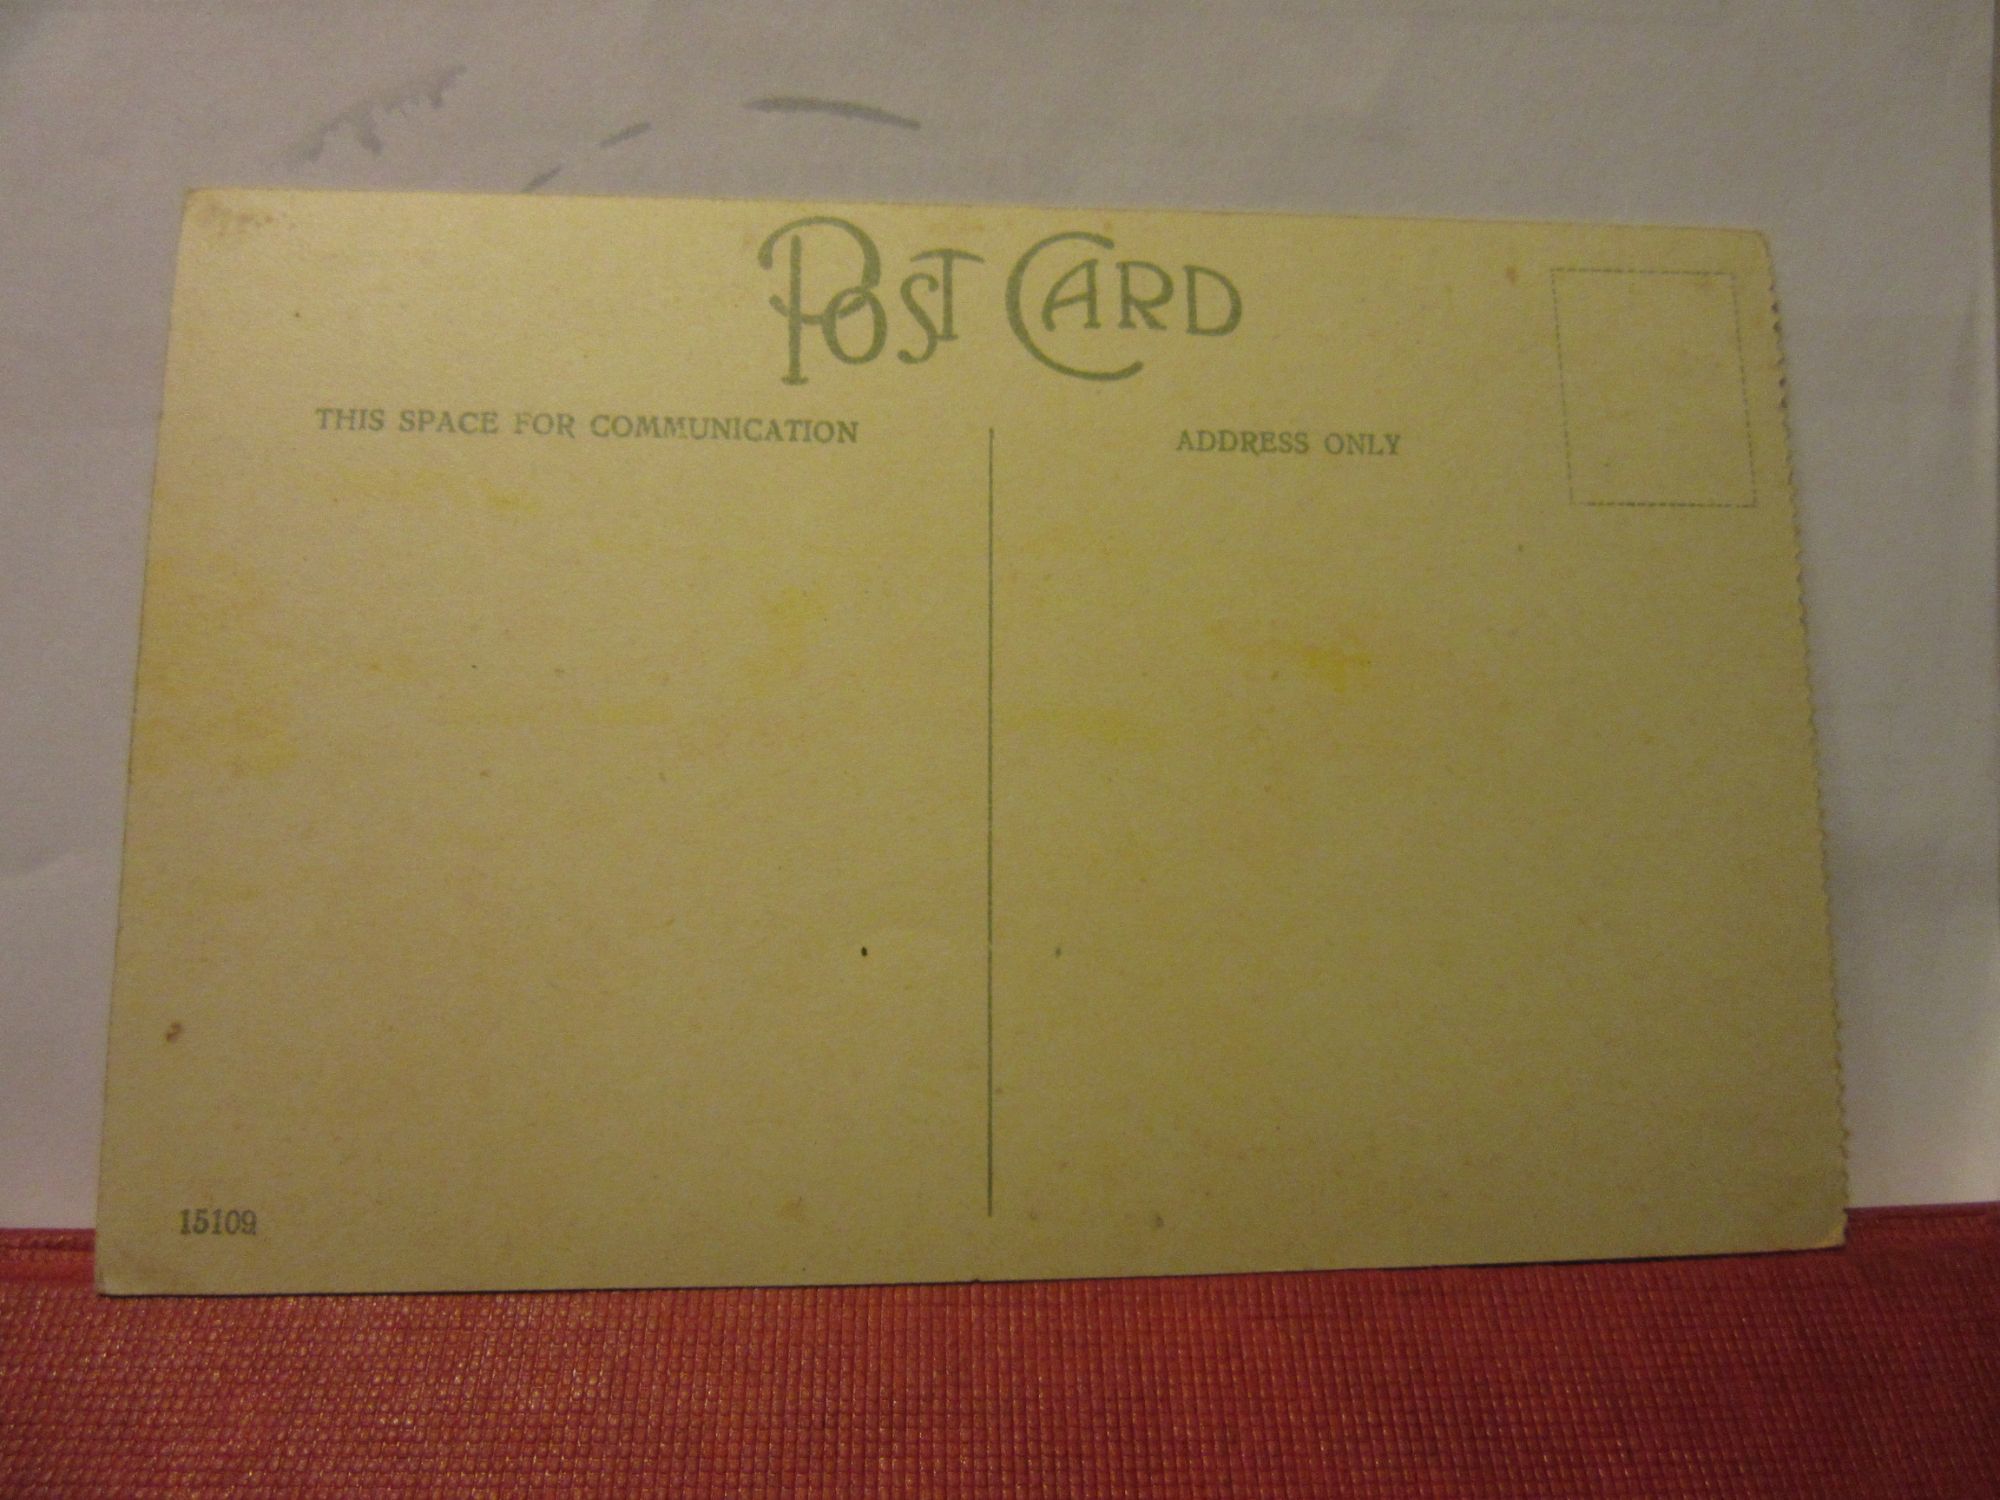 POST CARD
THIS SPACE FOR COMMUNICATION
ADDRESS ONLY
15109